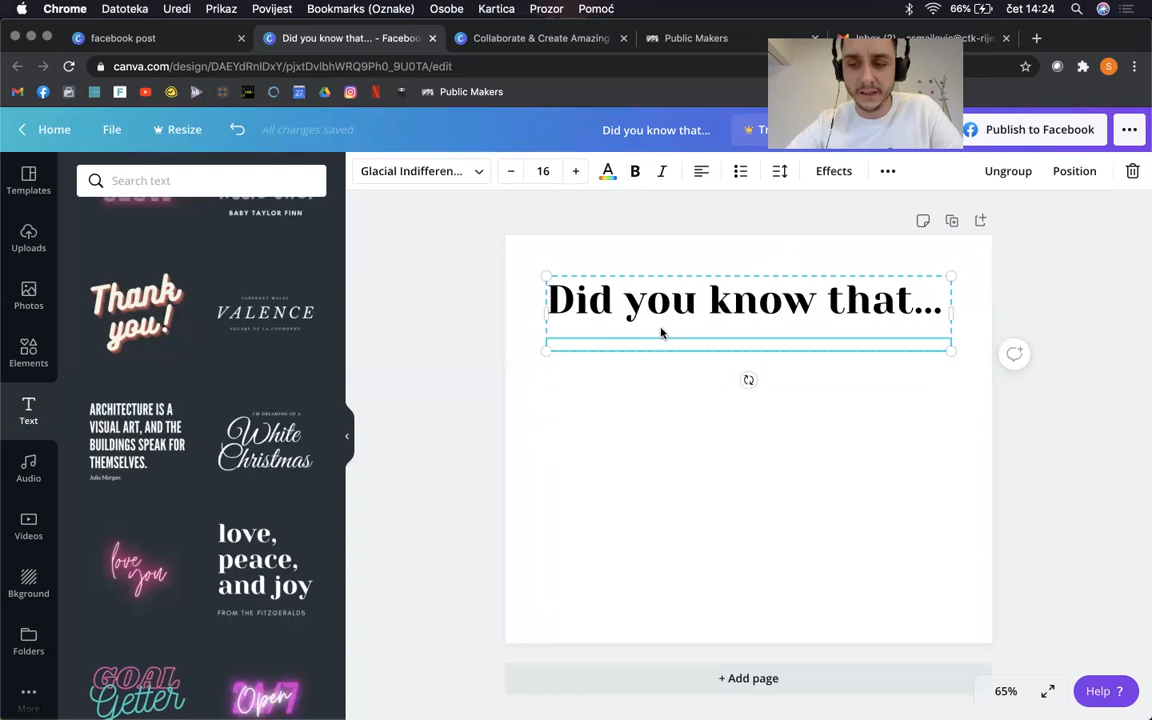 Chrome Datoteka Uredi Prikaz Povijest Bookmarks (Oznake) Osobe Kartica Prozor Pomoć 66% čet 14:24
facebook post
Did you know that... - Facebo
Collaborate & Create Amazing
Public Makers
canva.com/design/DAEYdRnlDxY/pjxtDvlbhWRQ9Ph0_9U0TA/edit
S
Public Makers
Home File Resize All changes saved Did you know that... Publish to Facebook
Glacial Indifferen... 16 A B I Effects Ungroup Position
Search text
Templates
Uploads
Photos
Elements
Text
Audio
Videos
Bkground
Folders
More
BABY TAYLOR FINN
Thank
you!
VALENCE
ARCHITECTURE IS A
VISUAL ART, AND THE
BUILDINGS SPEAK FOR
THEMSELVES.
Julia Morgan
I'M DREAMING OF A
White
Christmas
love
you
love,
peace,
and joy
FROM THE FITZGERALDS
GOAL
Getter
24/7
Open
Did you know that...
+ Add page
65%
Help ?